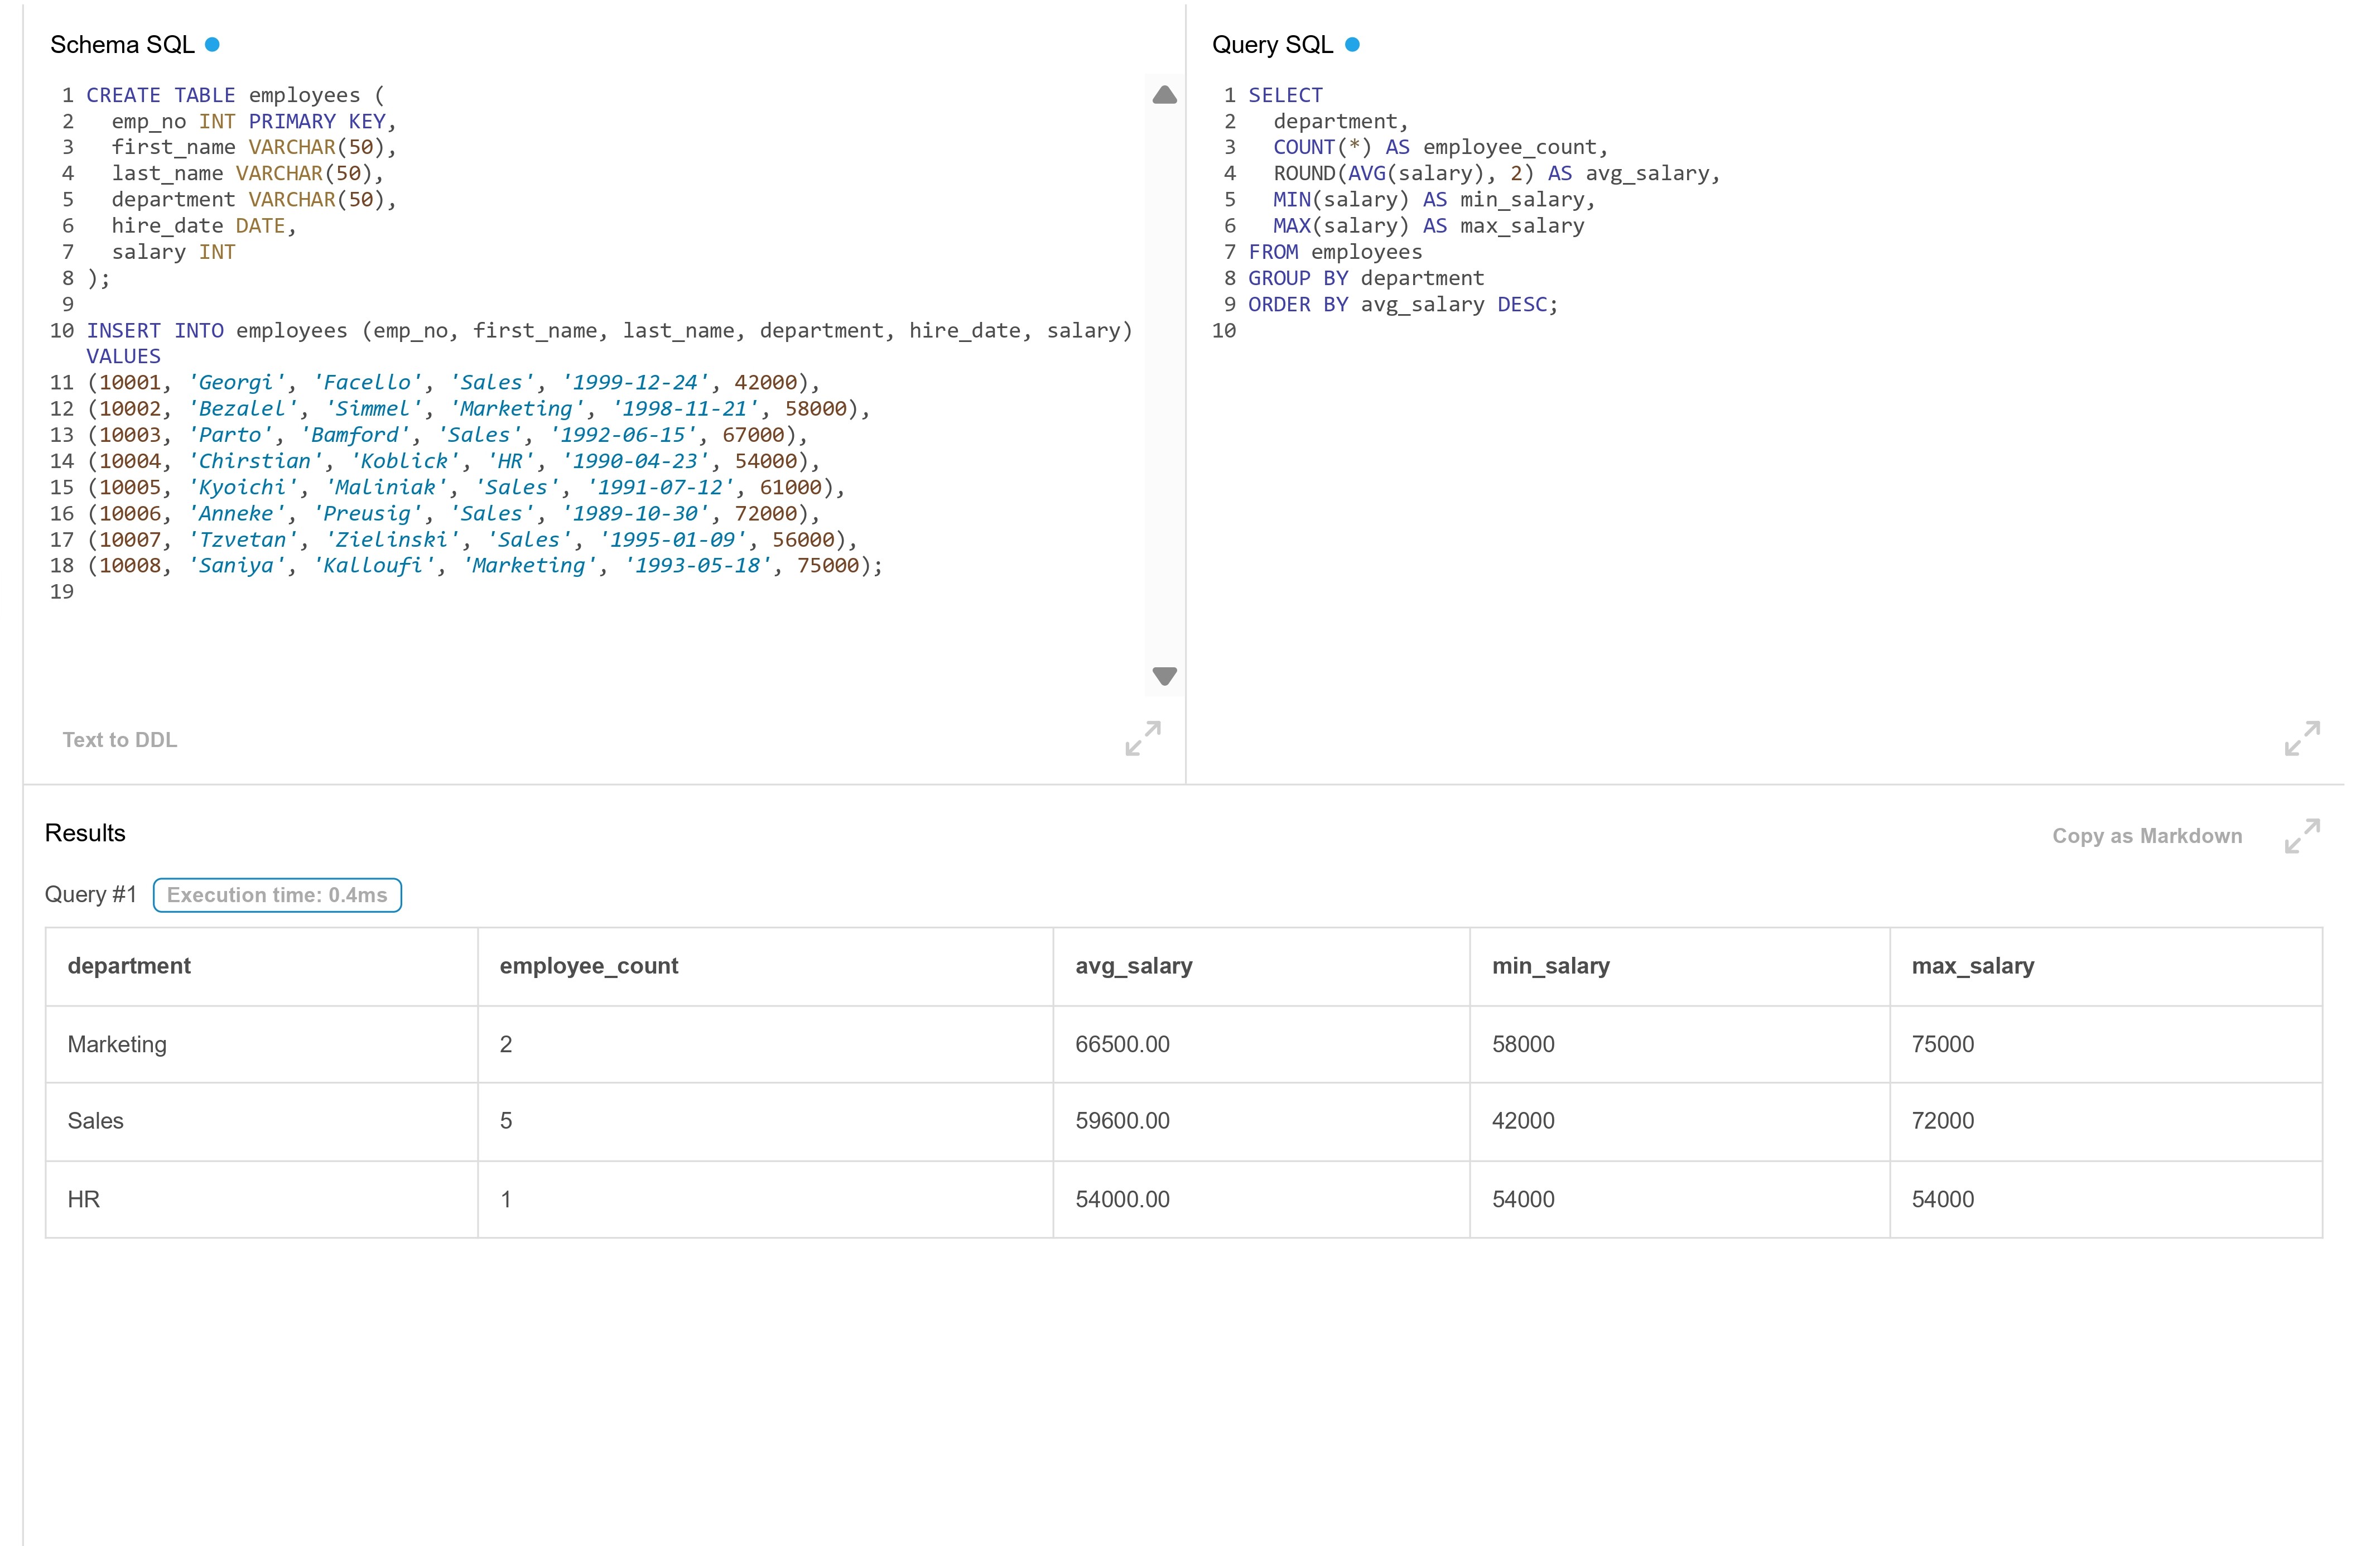 Schema SQL
1 CREATE TABLE employees (
2   emp_no INT PRIMARY KEY,
3   first_name VARCHAR(50),
4   last_name VARCHAR(50),
5   department VARCHAR(50),
6   hire_date DATE,
7   salary INT
8 );
9
10 INSERT INTO employees (emp_no, first_name, last_name, department, hire_date, salary)
VALUES
11 (10001, 'Georgi', 'Facello', 'Sales', '1999-12-24', 42000),
12 (10002, 'Bezalel', 'Simmel', 'Marketing', '1998-11-21', 58000),
13 (10003, 'Parto', 'Bamford', 'Sales', '1992-06-15', 67000),
14 (10004, 'Chirstian', 'Koblick', 'HR', '1990-04-23', 54000),
15 (10005, 'Kyoichi', 'Maliniak', 'Sales', '1991-07-12', 61000),
16 (10006, 'Anneke', 'Preusig', 'Sales', '1989-10-30', 72000),
17 (10007, 'Tzvetan', 'Zielinski', 'Sales', '1995-01-09', 56000),
18 (10008, 'Saniya', 'Kalloufi', 'Marketing', '1993-05-18', 75000);
19
Text to DDL
Query SQL
1 SELECT
2   department,
3   COUNT(*) AS employee_count,
4   ROUND(AVG(salary), 2) AS avg_salary,
5   MIN(salary) AS min_salary,
6   MAX(salary) AS max_salary
7 FROM employees
8 GROUP BY department
9 ORDER BY avg_salary DESC;
10
Results
Copy as Markdown
Query #1 Execution time: 0.4ms
department employee_count avg_salary min_salary max_salary
Marketing 2 66500.00 58000 75000
Sales 5 59600.00 42000 72000
HR 1 54000.00 54000 54000